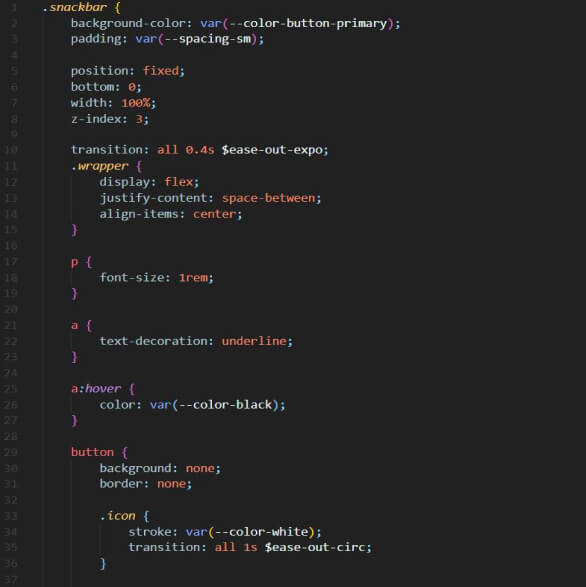 1 .snackbar {
2 background-color: var(--color-button-primary);
3 padding: var(--spacing-sm);
4
5 position: fixed;
6 bottom: 0;
7 width: 100%;
8 z-index: 3;
9
10 transition: all 0.4s $ease-out-expo;
11 .wrapper {
12 display: flex;
13 justify-content: space-between;
14 align-items: center;
15 }
16
17 p {
18 font-size: 1rem;
19 }
20
21 a {
22 text-decoration: underline;
23 }
24
25 a:hover {
26 color: var(--color-black);
27 }
28
29 button {
30 background: none;
31 border: none;
32
33 .icon {
34 stroke: var(--color-white);
35 transition: all 1s $ease-out-circ;
36 }
37